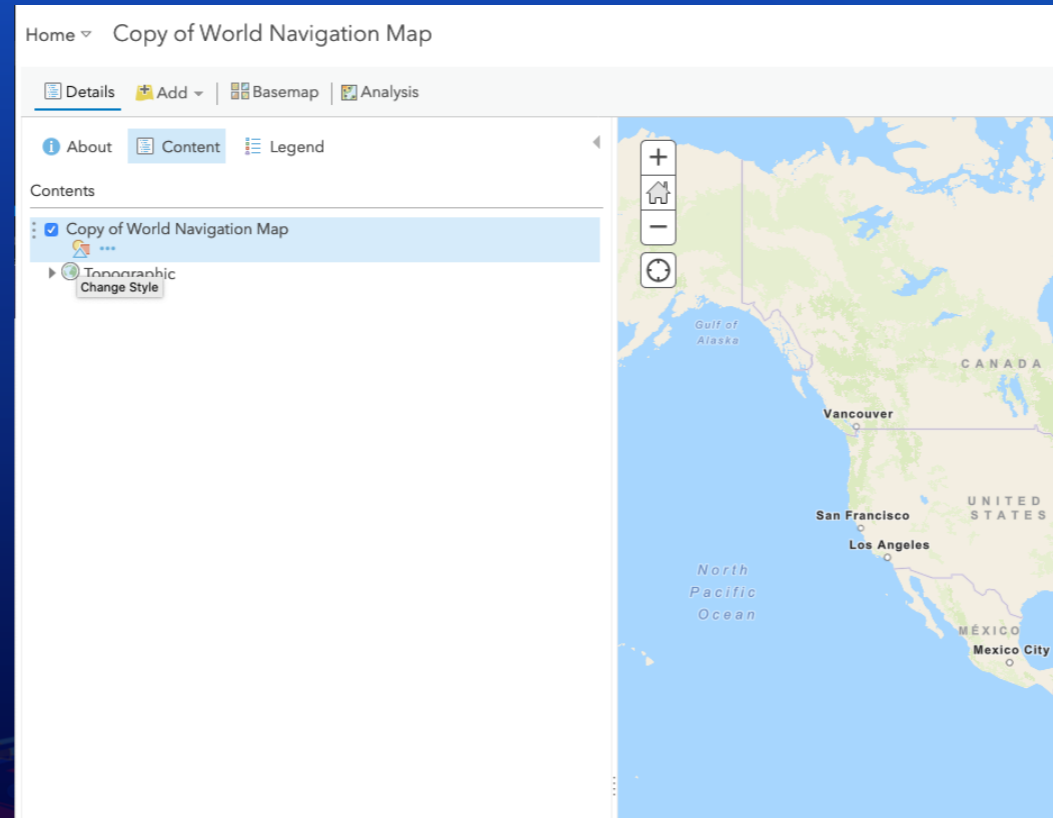 Home Copy of World Navigation Map
Details Add Basemap Analysis
About Content Legend
Contents
Copy of World Navigation Map
Topographic
Change Style
+
−
Gulf of
Alaska
CANADA
Vancouver
UNITED
STATES
San Francisco
Los Angeles
North
Pacific
Ocean
MÉXICO
Mexico City